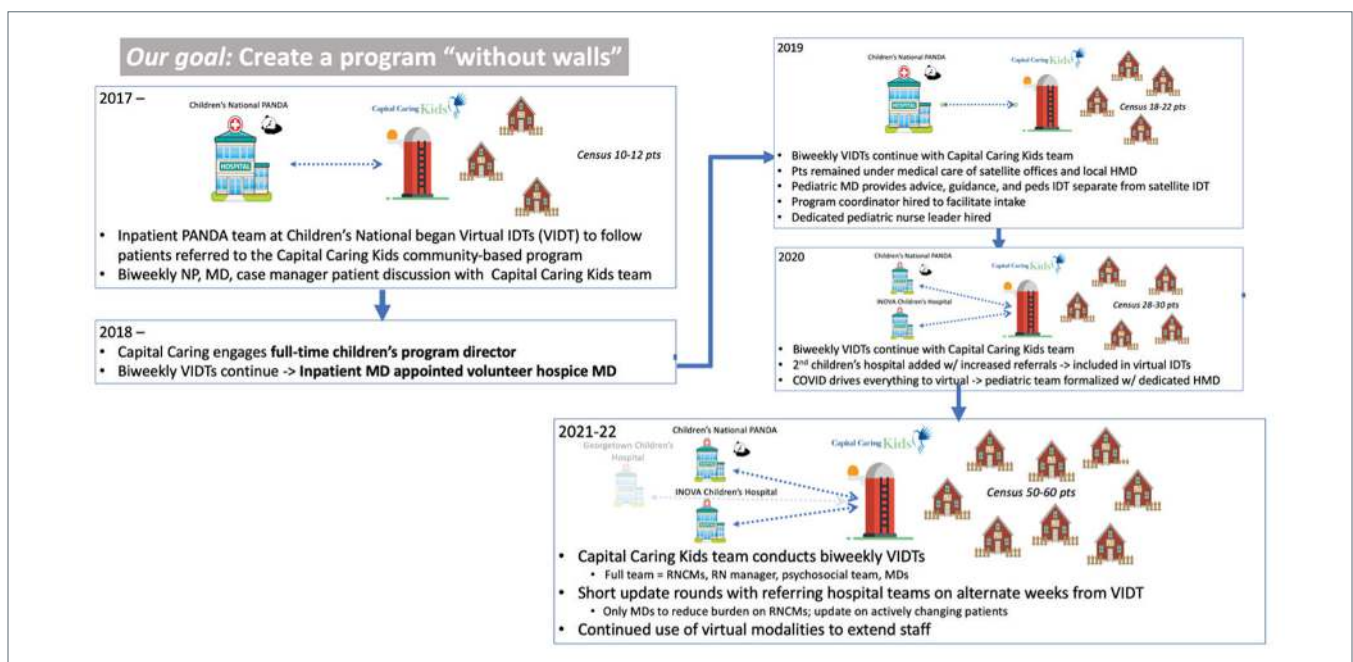 Our goal: Create a program “without walls”
2017 –
Children's National PANDA
Capital Caring Kids
HOSPITAL
Census 10-12 pts
• Inpatient PANDA team at Children's National began Virtual IDTs (VIDT) to follow
patients referred to the Capital Caring Kids community-based program
• Biweekly NP, MD, case manager patient discussion with Capital Caring Kids team
2018 –
• Capital Caring engages full-time children's program director
• Biweekly VIDTs continue -> Inpatient MD appointed volunteer hospice MD
2019
Children's National PANDA
Capital Caring Kids
HOSPITAL
Census 18-22 pts
• Biweekly VIDTs continue with Capital Caring Kids team
• Pts remained under medical care of satellite offices and local HMD
• Pediatric MD provides advice, guidance, and peds IDT separate from satellite IDT
• Program coordinator hired to facilitate intake
• Dedicated pediatric nurse leader hired
2020
Children's National PANDA
Capital Caring Kids
INOVA Children's Hospital
Census 28-30 pts
• Biweekly VIDTs continue with Capital Caring Kids team
• 2nd children's hospital added w/ increased referrals -> included in virtual IDTs
• COVID drives everything to virtual -> pediatric team formalized w/ dedicated HMD
2021-22
Children's National PANDA
Georgetown Children's
Hospital
Capital Caring Kids
INOVA Children's Hospital
Census 50-60 pts
• Capital Caring Kids team conducts biweekly VIDTs
• Full team = RNCMs, RN manager, psychosocial team, MDs
• Short update rounds with referring hospital teams on alternate weeks from VIDT
• Only MDs to reduce burden on RNCMs; update on actively changing patients
• Continued use of virtual modalities to extend staff